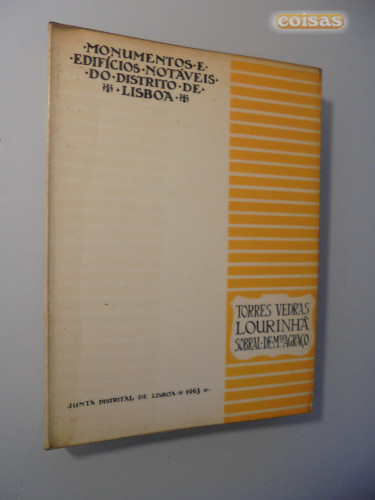 coisas
·MONUMENTOS·E·
·EDIFÍCIOS·NOTÁVEIS·
·DO·DISTRITO·DE·
·LISBOA·
TORRES VEDRAS
LOURINHÃ
SOBRAL·DE·Mte·AGRAÇO
JUNTA DISTRITAL DE LISBOA · 1963